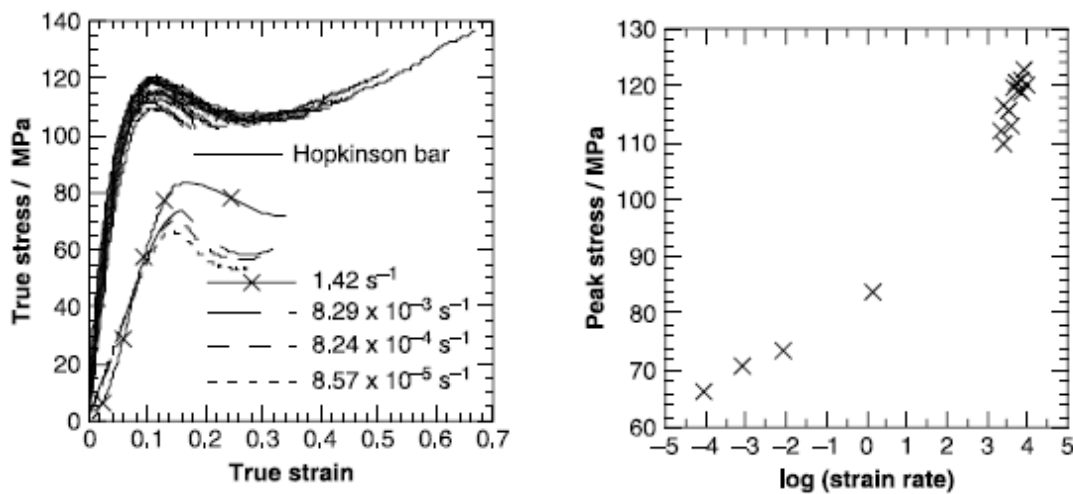 140
120
100
80
60
40
20
0
True stress / MPa
Hopkinson bar
1.42 s⁻¹
8.29 x 10⁻³ s⁻¹
8.24 x 10⁻⁴ s⁻¹
8.57 x 10⁻⁵ s⁻¹
0 0.1 0.2 0.3 0.4 0.5 0.6 0.7
True strain
130
120
110
100
90
80
70
60
Peak stress / MPa
−5 −4 −3 −2 −1 0 1 2 3 4 5
log (strain rate)